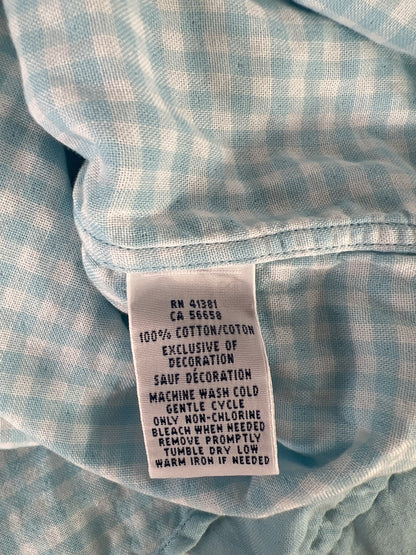 RN 41381
CA 56658
100% COTTON/COTON
EXCLUSIVE OF
DECORATION
SAUF DÉCORATION
MACHINE WASH COLD
GENTLE CYCLE
ONLY NON-CHLORINE
BLEACH WHEN NEEDED
REMOVE PROMPTLY
TUMBLE DRY LOW
WARM IRON IF NEEDED